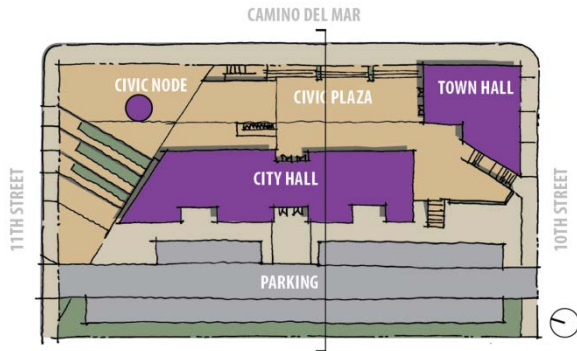 CAMINO DEL MAR
CIVIC NODE
CIVIC PLAZA
TOWN HALL
11TH STREET
CITY HALL
10TH STREET
PARKING